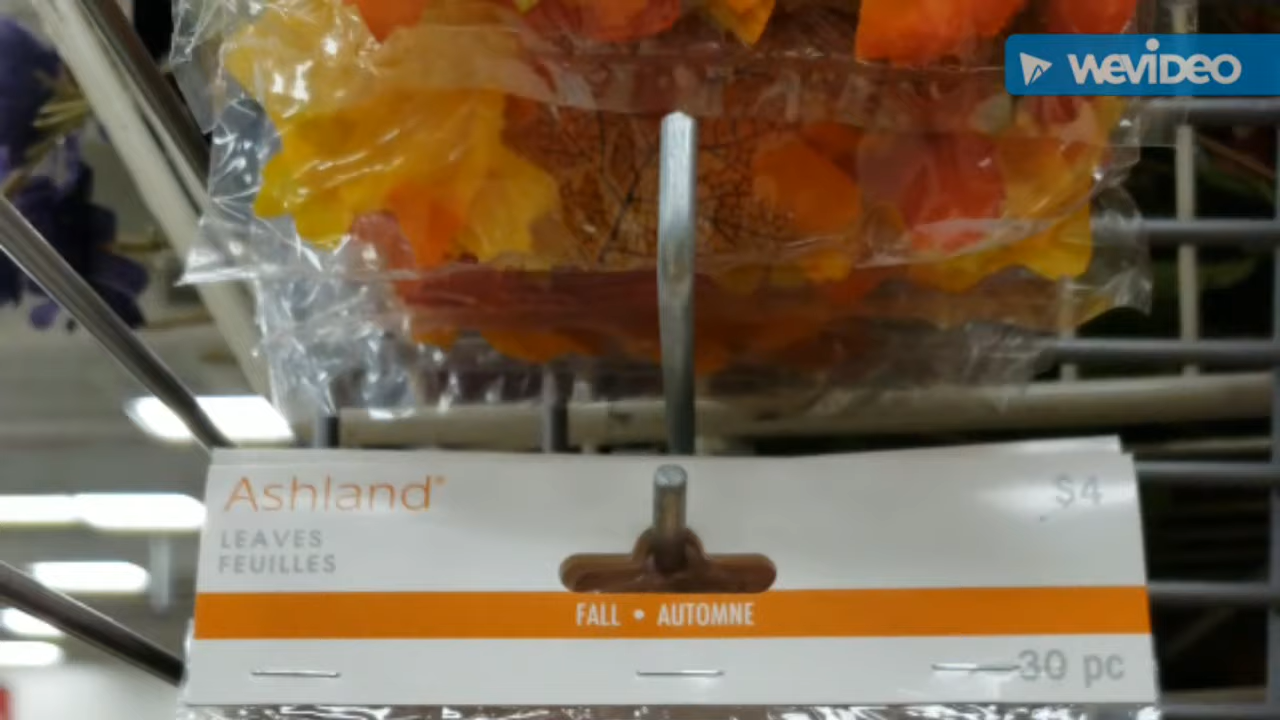 WEVIDEO
Ashland®
$4
LEAVES
FEUILLES
FALL • AUTOMNE
30 pc